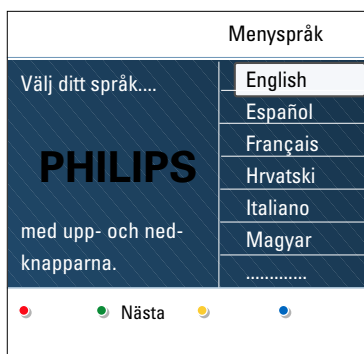 Menyspråk
Välj ditt språk....
PHILIPS
med upp- och ned-
knapparna.
English
Español
Français
Hrvatski
Italiano
Magyar
.............
Nästa